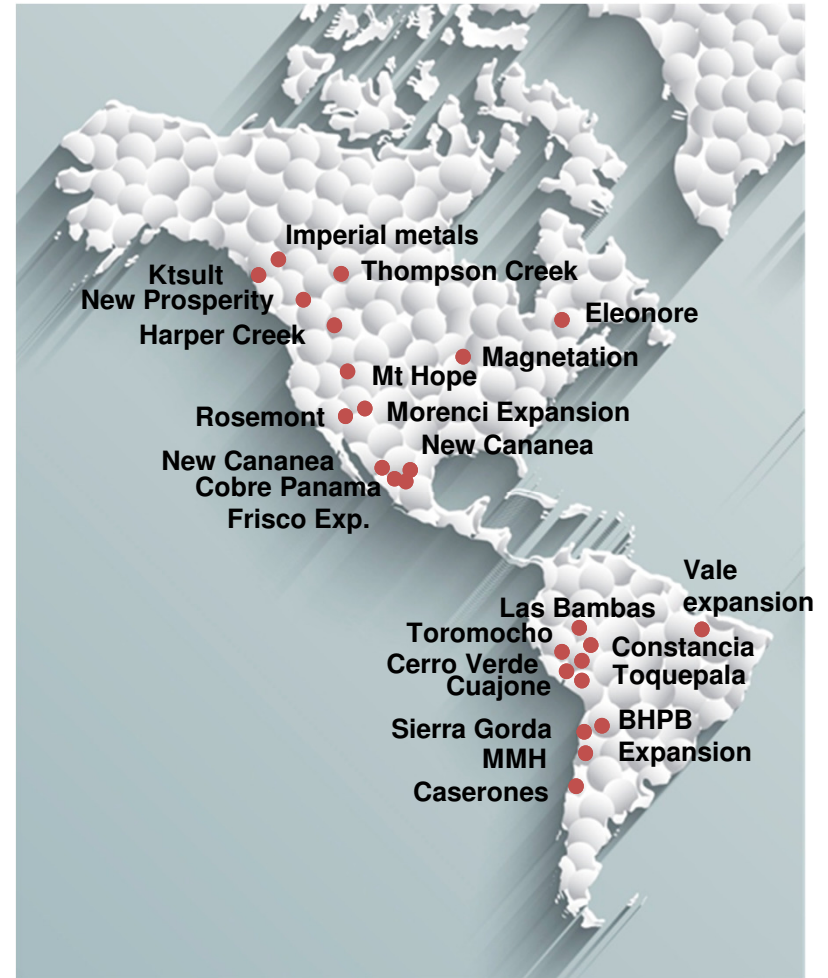 Imperial metals
Ktsult
Thompson Creek
New Prosperity
Eleonore
Harper Creek
Magnetation
Mt Hope
Rosemont
Morenci Expansion
New Cananea
New Cananea
Cobre Panama
Frisco Exp.
Vale
expansion
Las Bambas
Toromocho
Constancia
Cerro Verde
Toquepala
Cuajone
BHPB
Expansion
Sierra Gorda
MMH
Caserones